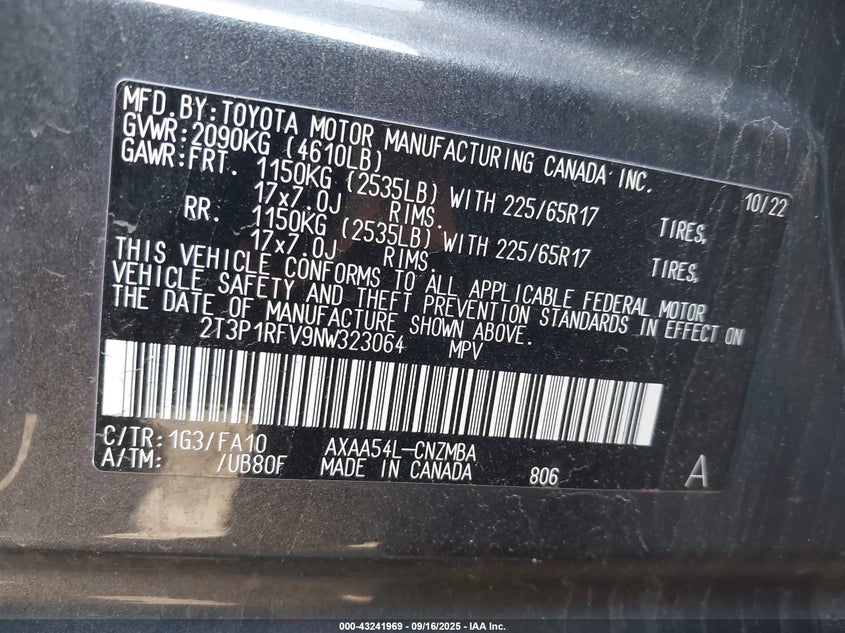 MFD.BY:TOYOTA MOTOR MANUFACTURING CANADA INC.
GVWR:2090KG (4610LB) 10/22
GAWR:FRT. 1150KG (2535LB) WITH 225/65R17 TIRES,
17x7.0J RIMS.
RR. 1150KG (2535LB) WITH 225/65R17 TIRES,
17x7.0J RIMS.
THIS VEHICLE CONFORMS TO ALL APPLICABLE FEDERAL MOTOR
VEHICLE SAFETY AND THEFT PREVENTION STANDARDS IN EFFECT ON
THE DATE OF MANUFACTURE SHOWN ABOVE.
2T3P1RFV9NW323064 MPV
C/TR:1G3/FA10 AXAA54L-CNZMBA
A/TM: /UB80F MADE IN CANADA 806 A
000-43241969 - 09/16/2025 - IAA Inc.